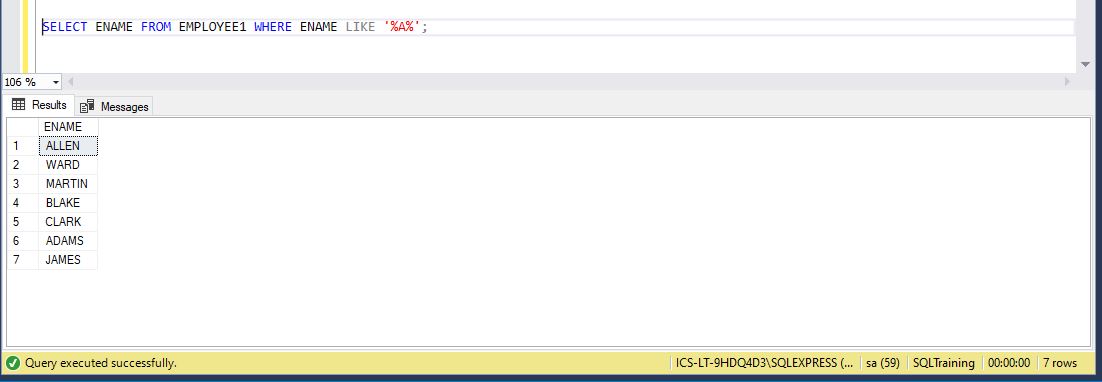 SELECT ENAME FROM EMPLOYEE1 WHERE ENAME LIKE '%A%';
106 %
Results Messages
ENAME
1 ALLEN
2 WARD
3 MARTIN
4 BLAKE
5 CLARK
6 ADAMS
7 JAMES
Query executed successfully. ICS-LT-9HDQ4D3\SQLEXPRESS (... sa (59) SQLTraining 00:00:00 7 rows